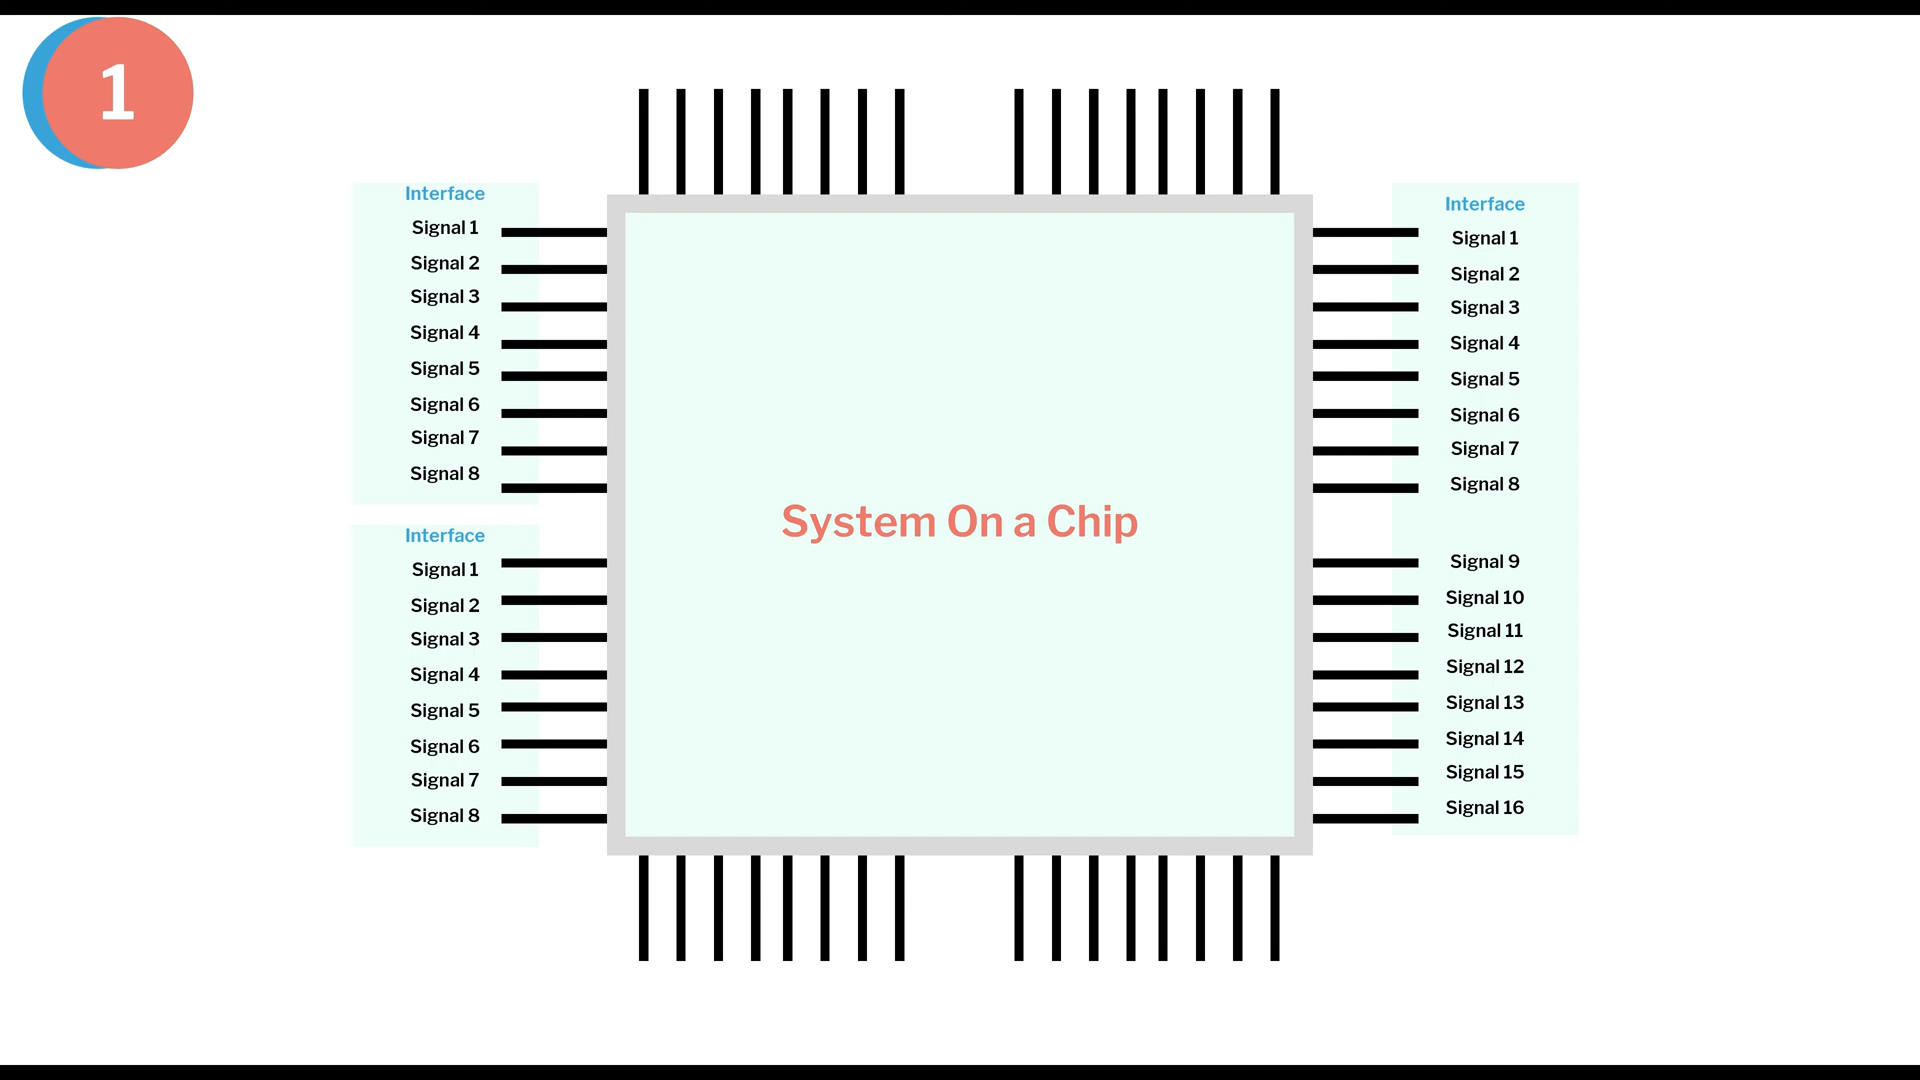 1
Interface
Signal 1
Signal 2
Signal 3
Signal 4
Signal 5
Signal 6
Signal 7
Signal 8
Interface
Signal 1
Signal 2
Signal 3
Signal 4
Signal 5
Signal 6
Signal 7
Signal 8
System On a Chip
Interface
Signal 1
Signal 2
Signal 3
Signal 4
Signal 5
Signal 6
Signal 7
Signal 8
Signal 9
Signal 10
Signal 11
Signal 12
Signal 13
Signal 14
Signal 15
Signal 16